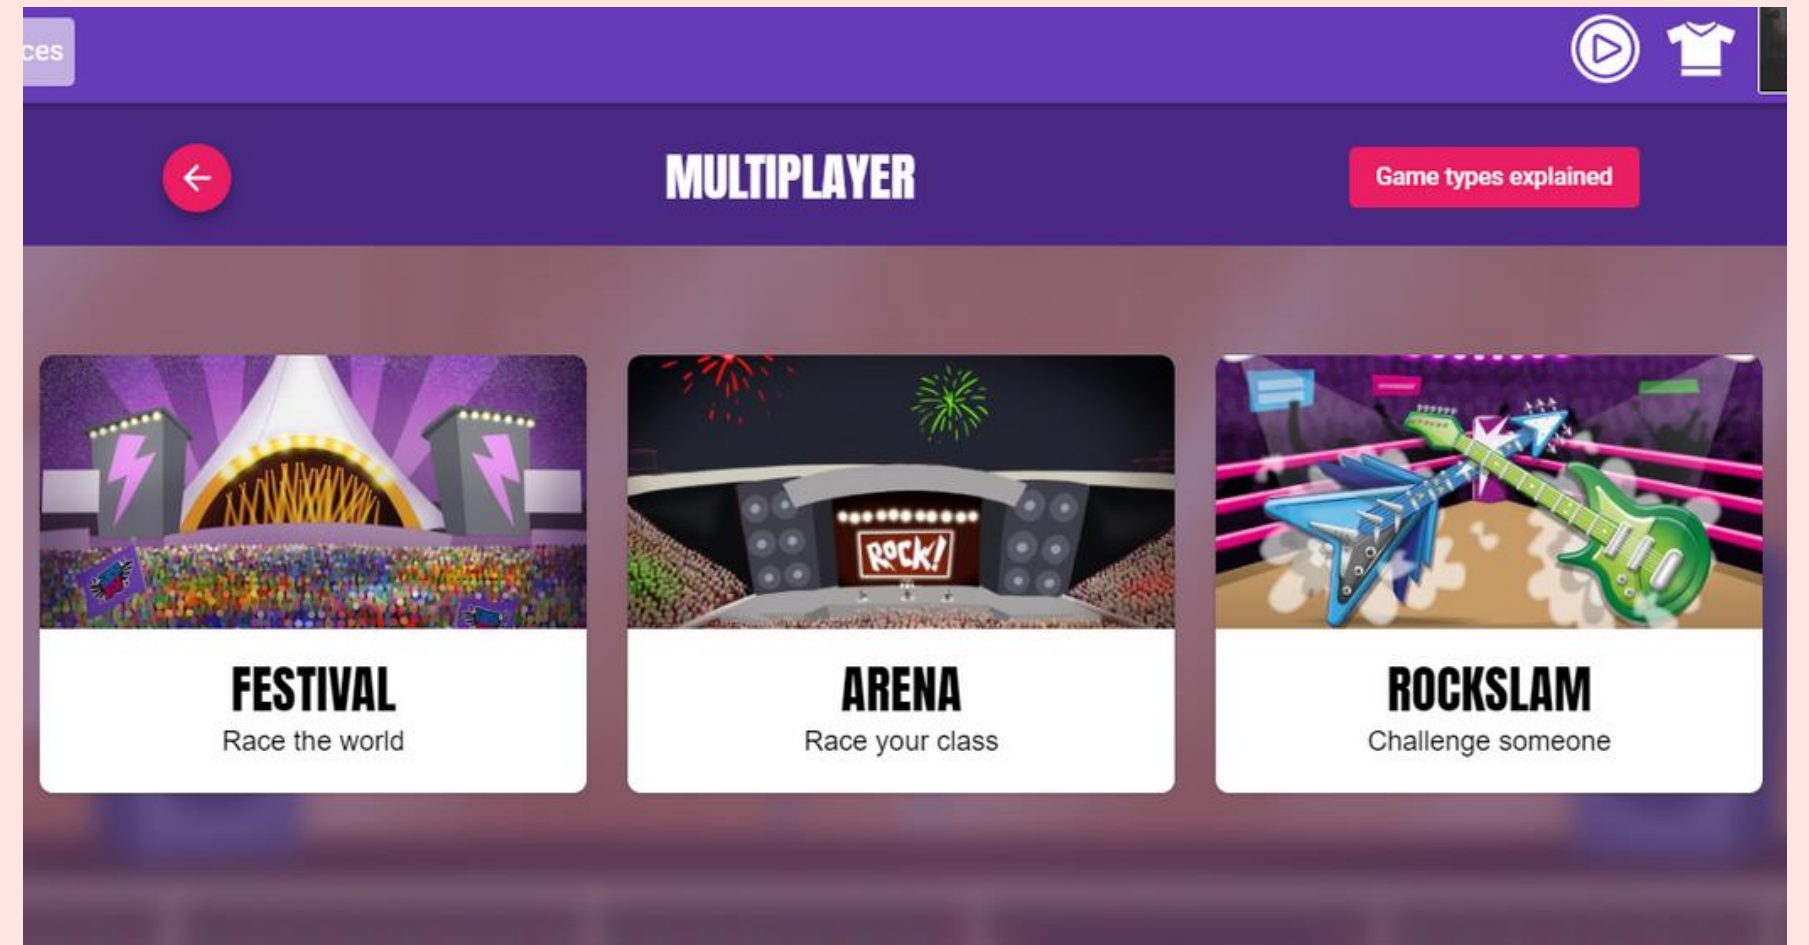 ces
MULTIPLAYER
Game types explained
ROCK!
FESTIVAL
Race the world
ARENA
Race your class
ROCKSLAM
Challenge someone